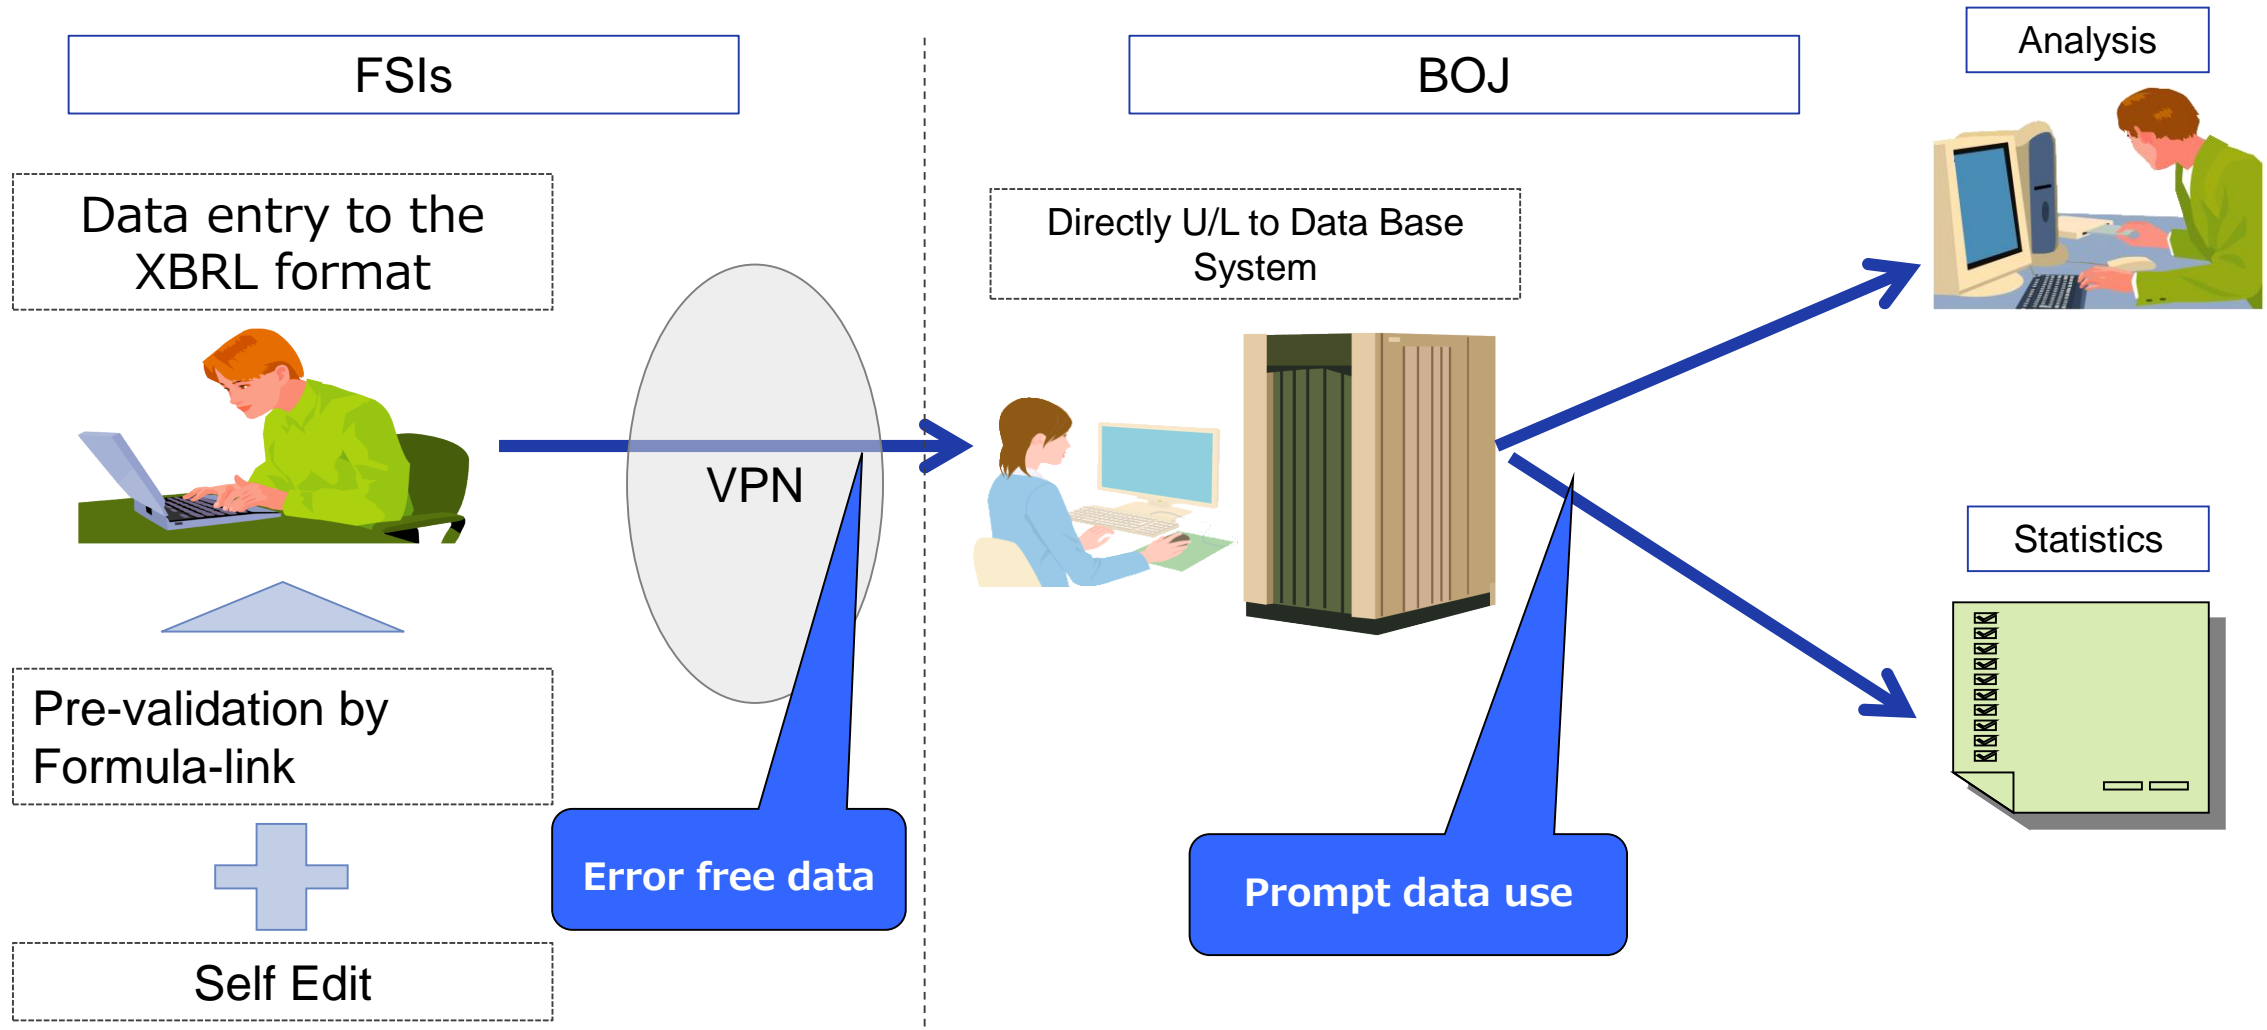 FSIs
BOJ
Analysis
Data entry to the
XBRL format
Directly U/L to Data Base
System
VPN
Statistics
Pre-validation by
Formula-link
Error free data
Prompt data use
Self Edit